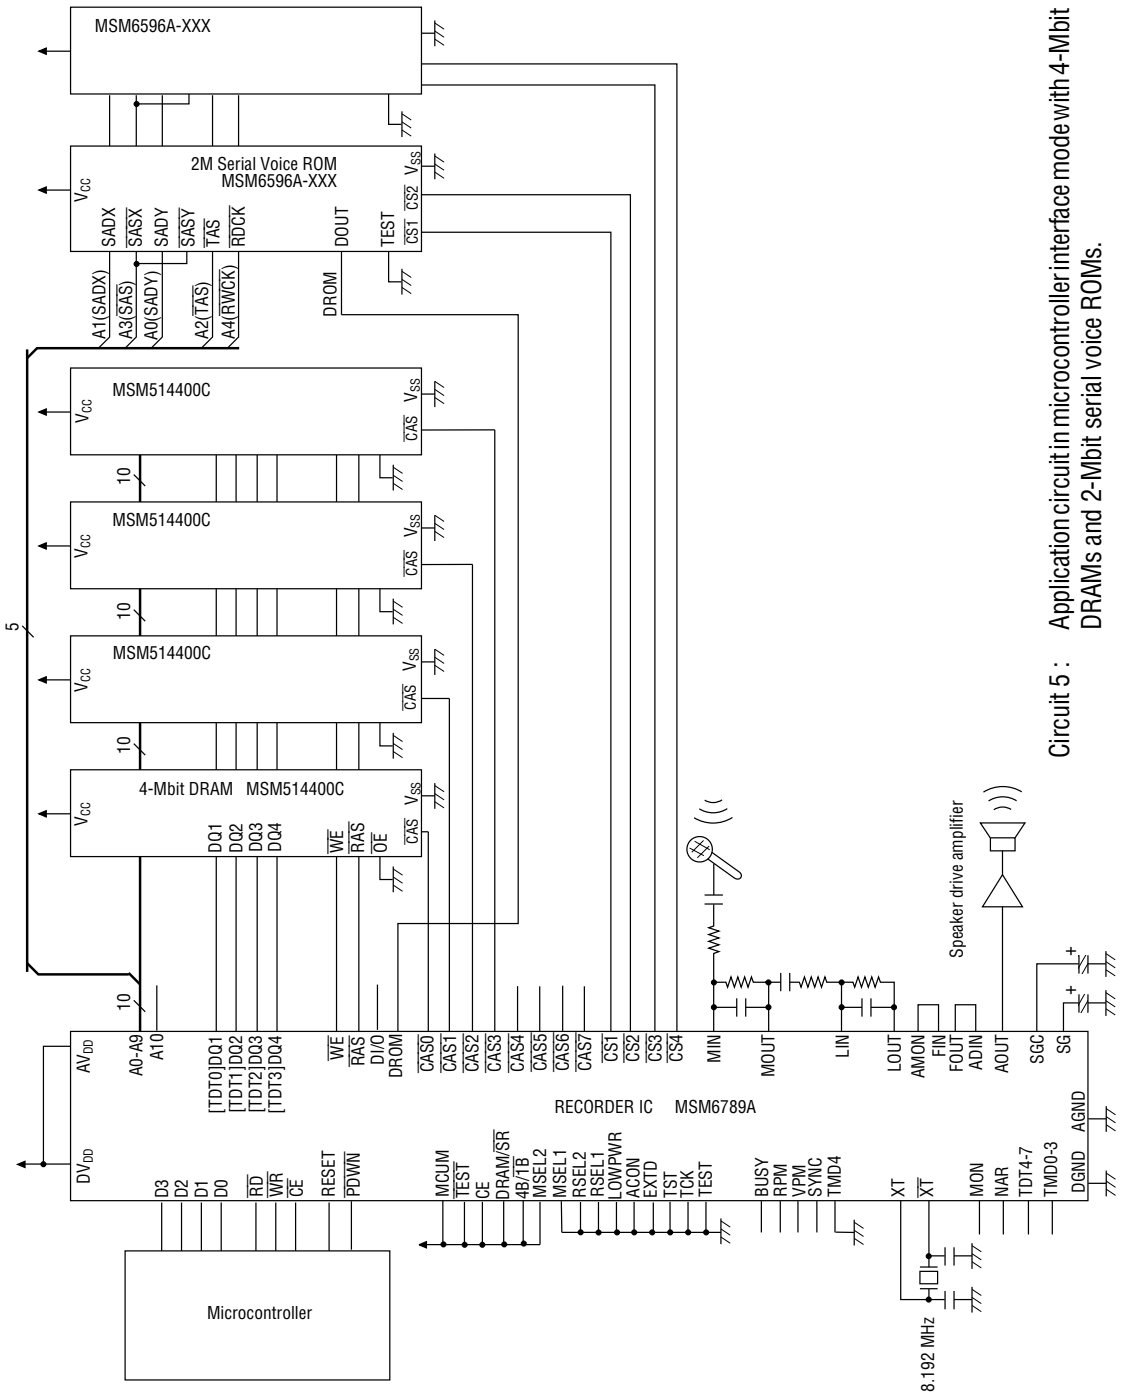 Circuit 5 : Application circuit in microcontroller interface mode with 4-Mbit
DRAMs and 2-Mbit serial voice ROMs.
MSM6596A-XXX
2M Serial Voice ROM
MSM6596A-XXX
VCC
SADX
SASX
SADY
SASY
TAS
RDCK
DOUT
TEST
CS1
CS2
VSS
A1(SADX)
A3(SAS)
A0(SADY)
A2(TAS)
A4(RWCK)
DROM
5
MSM514400C
VCC
CAS
VSS
10
MSM514400C
VCC
CAS
VSS
10
MSM514400C
VCC
CAS
VSS
10
4-Mbit DRAM MSM514400C
VCC
DQ1
DQ2
DQ3
DQ4
WE
RAS
OE
CAS
VSS
10
Speaker drive amplifier
RECORDER IC MSM6789A
DVDD
AVDD
A0-A9
A10
[TDT0]DQ1
[TDT1]DQ2
[TDT2]DQ3
[TDT3]DQ4
WE
RAS
DI/O
DROM
CAS0
CAS1
CAS2
CAS3
CAS4
CAS5
CAS6
CAS7
CS1
CS2
CS3
CS4
MIN
MOUT
LIN
LOUT
AMON
FIN
FOUT
ADIN
AOUT
SGC
SG
+
+
DGND
AGND
D3
D2
D1
D0
RD
WR
CE
RESET
PDWN
MCUM
TEST
CE
DRAM/SR
4B/1B
MSEL2
MSEL1
RSEL2
RSEL1
LOWPWR
ACON
EXTD
TST
TCK
TEST
BUSY
RPM
VPM
SYNC
TMD4
XT
XT
MON
NAR
TDT4-7
TMD0-3
Microcontroller
8.192 MHz